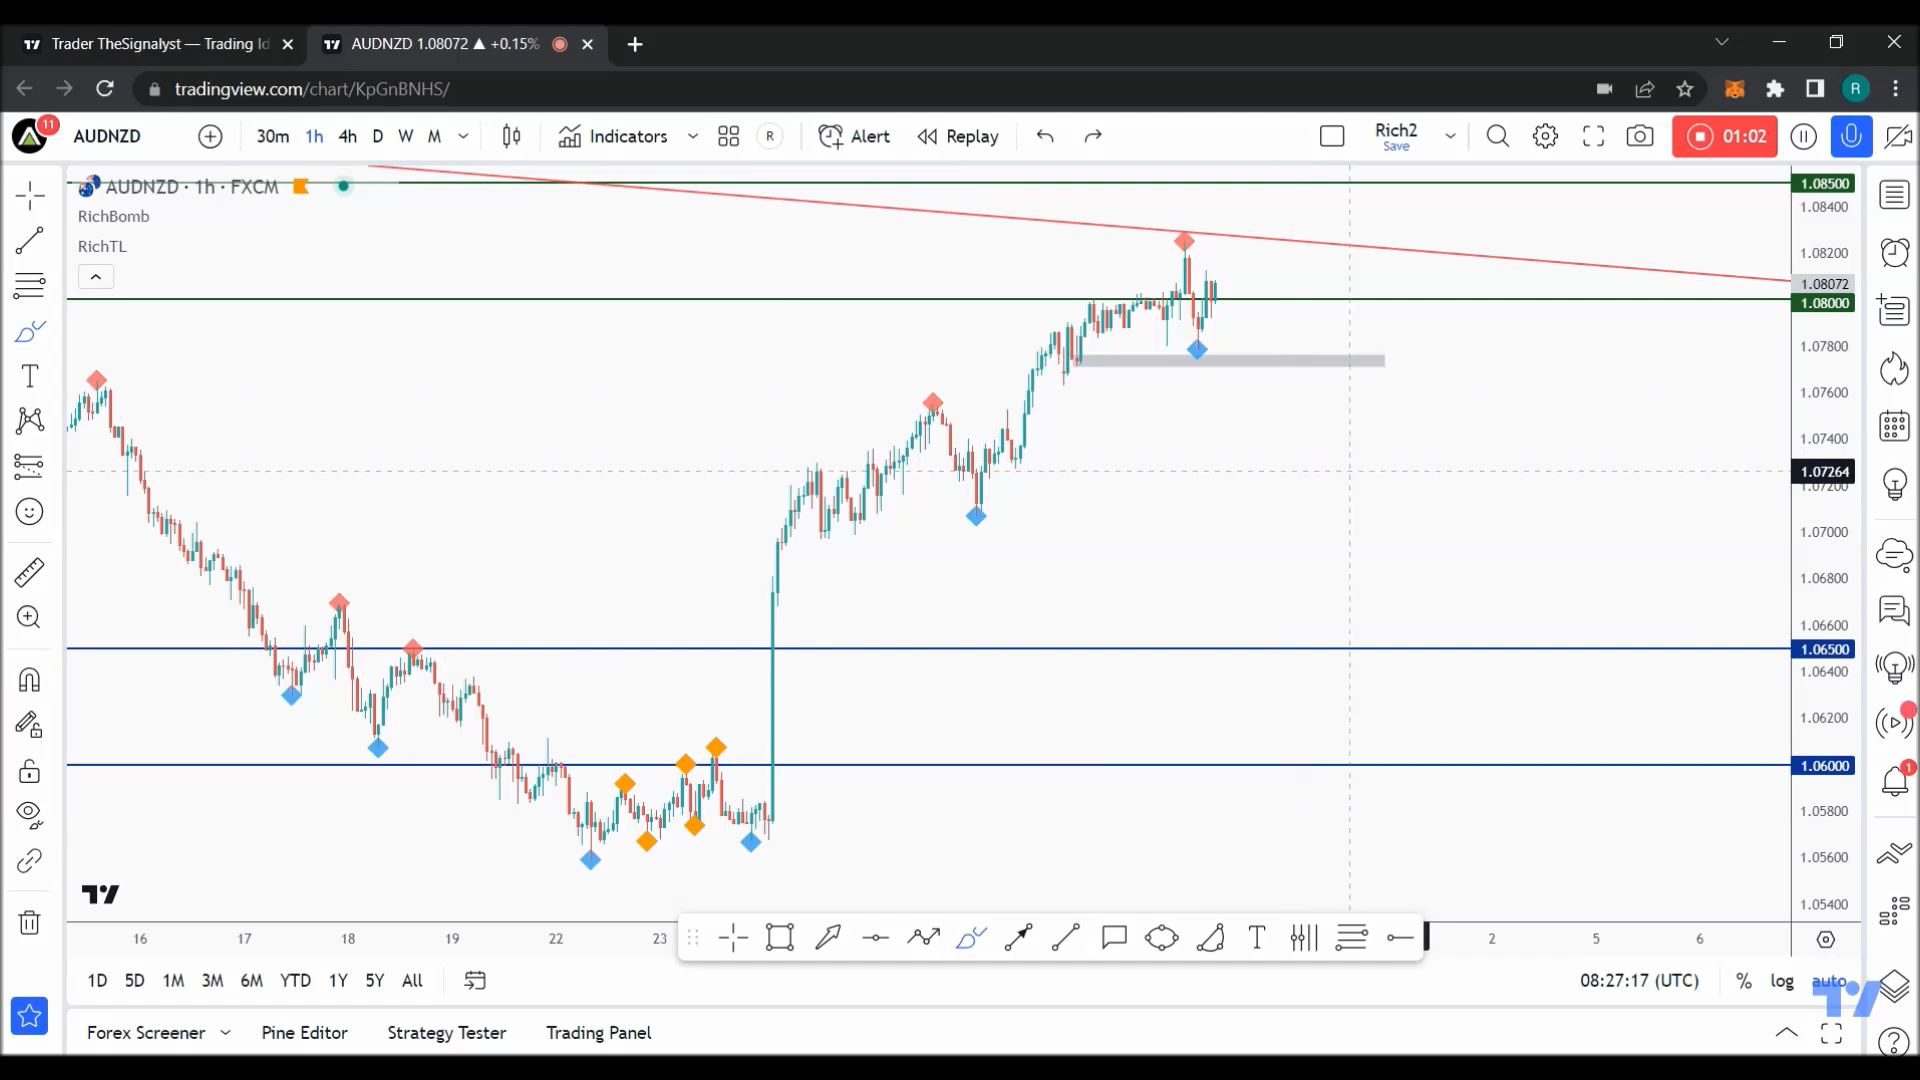 Trader TheSignalyst — Trading Id
AUDNZD 1.08072 ▲ +0.15%
tradingview.com/chart/KpGnBNHS/
R
11
AUDNZD
30m 1h 4h D W M
Indicators
R
Alert
Replay
Rich2
Save
01:02
AUDNZD · 1h · FXCM
RichBomb
RichTL
1.08500
1.08400
1.08200
1.08072
1.08000
1.07800
1.07600
1.07400
1.07264
1.07200
1.07000
1.06800
1.06600
1.06500
1.06400
1.06200
1.06000
1.05800
1.05600
1.05400
1
16 17 18 19 22 23 2 5 6
1D 5D 1M 3M 6M YTD 1Y 5Y All
08:27:17 (UTC) % log auto
Forex Screener Pine Editor Strategy Tester Trading Panel